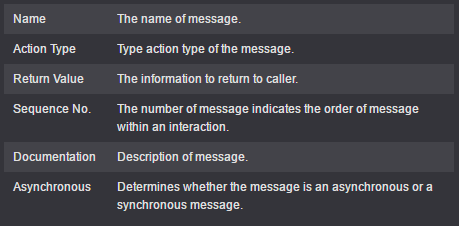 Name The name of message.
Action Type Type action type of the message.
Return Value The information to return to caller.
Sequence No. The number of message indicates the order of message
within an interaction.
Documentation Description of message.
Asynchronous Determines whether the message is an asynchronous or a
synchronous message.